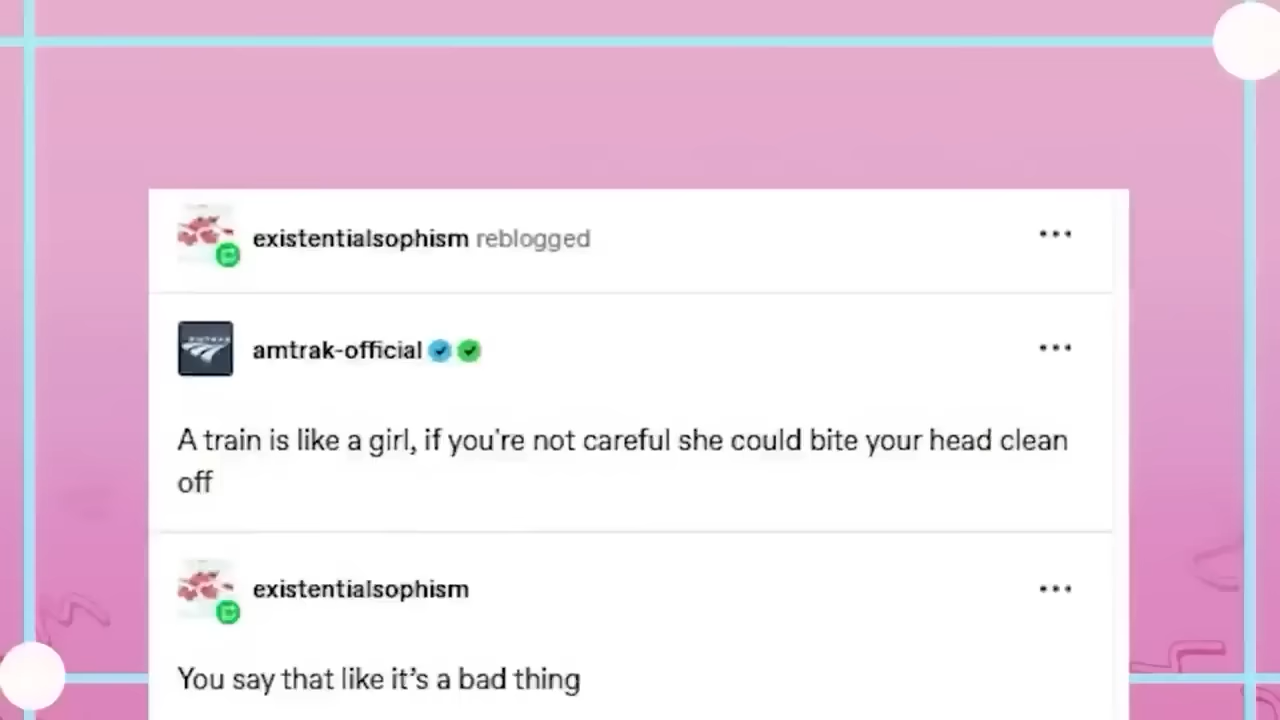 existentialsophism reblogged
amtrak-official
A train is like a girl, if you're not careful she could bite your head clean
off
existentialsophism
You say that like it's a bad thing